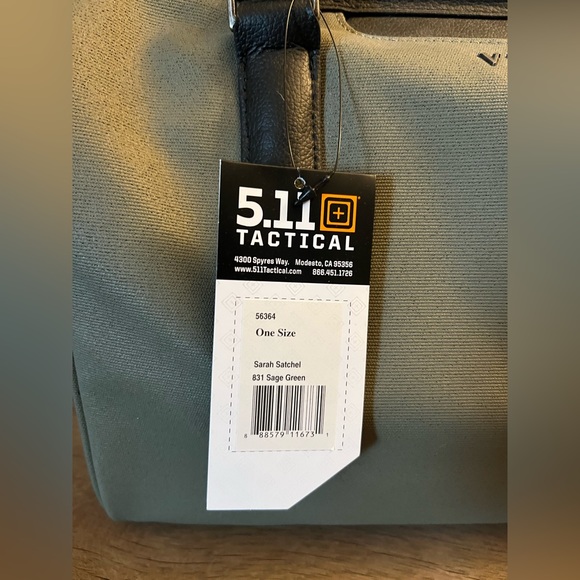 5.11
TACTICAL
4300 Spyres Way. Modesto, CA 95356
www.511Tactical.com 866.451.1726
56364
One Size
Sarah Satchel
831 Sage Green
8 88579 11673 1